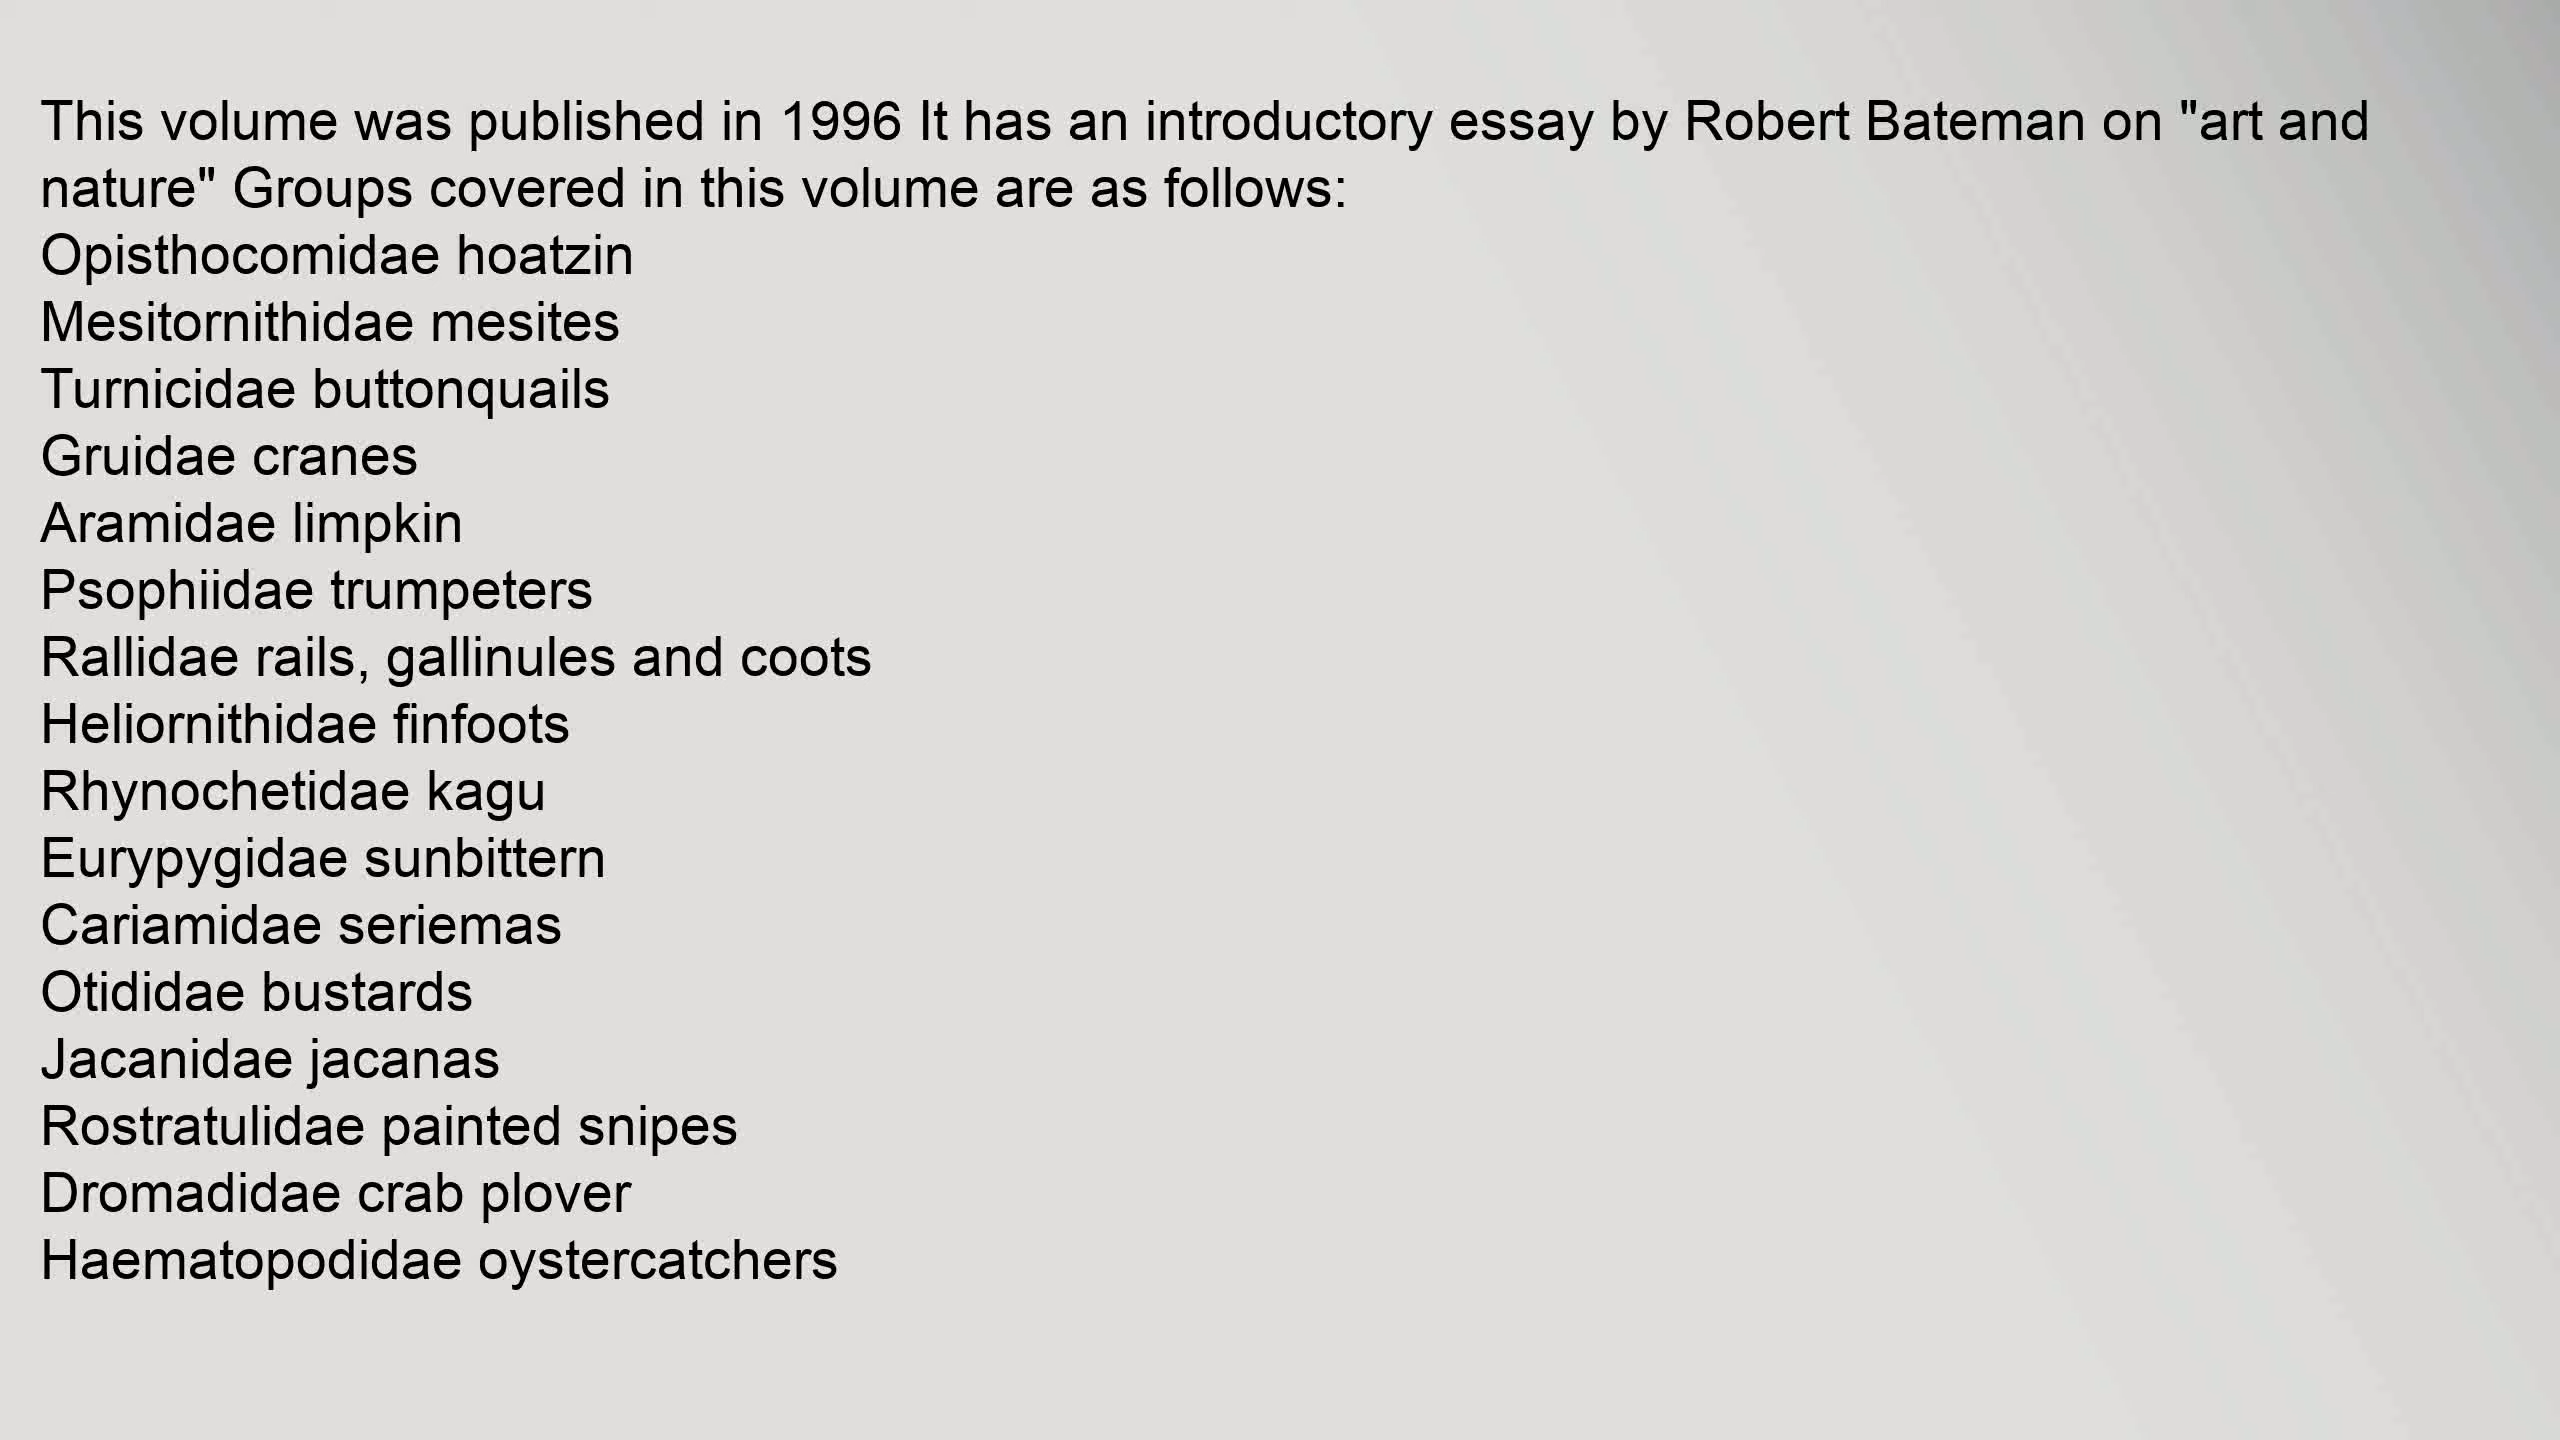 This volume was published in 1996 It has an introductory essay by Robert Bateman on "art and
nature" Groups covered in this volume are as follows:
Opisthocomidae hoatzin
Mesitornithidae mesites
Turnicidae buttonquails
Gruidae cranes
Aramidae limpkin
Psophiidae trumpeters
Rallidae rails, gallinules and coots
Heliornithidae finfoots
Rhynochetidae kagu
Eurypygidae sunbittern
Cariamidae seriemas
Otididae bustards
Jacanidae jacanas
Rostratulidae painted snipes
Dromadidae crab plover
Haematopodidae oystercatchers